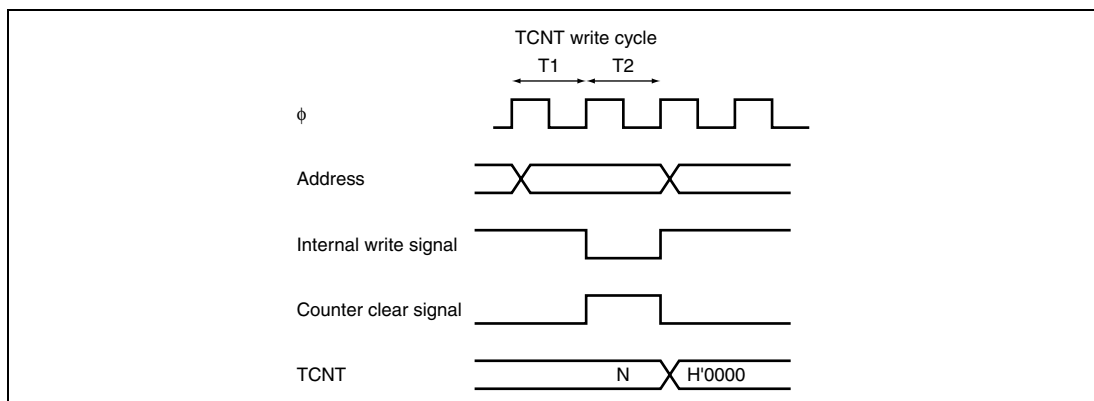 TCNT write cycle
T1 T2
ϕ
Address
Internal write signal
Counter clear signal
TCNT N H'0000